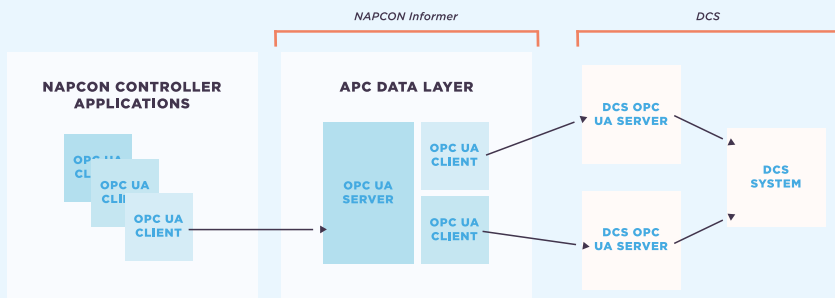 NAPCON Informer
DCS
NAPCON CONTROLLER
APPLICATIONS
OPC UA
CLI
OPC UA
CLIE
OPC UA
CLIENT
APC DATA LAYER
OPC UA
SERVER
OPC UA
CLIENT
OPC UA
CLIENT
DCS OPC
UA SERVER
DCS OPC
UA SERVER
DCS
SYSTEM